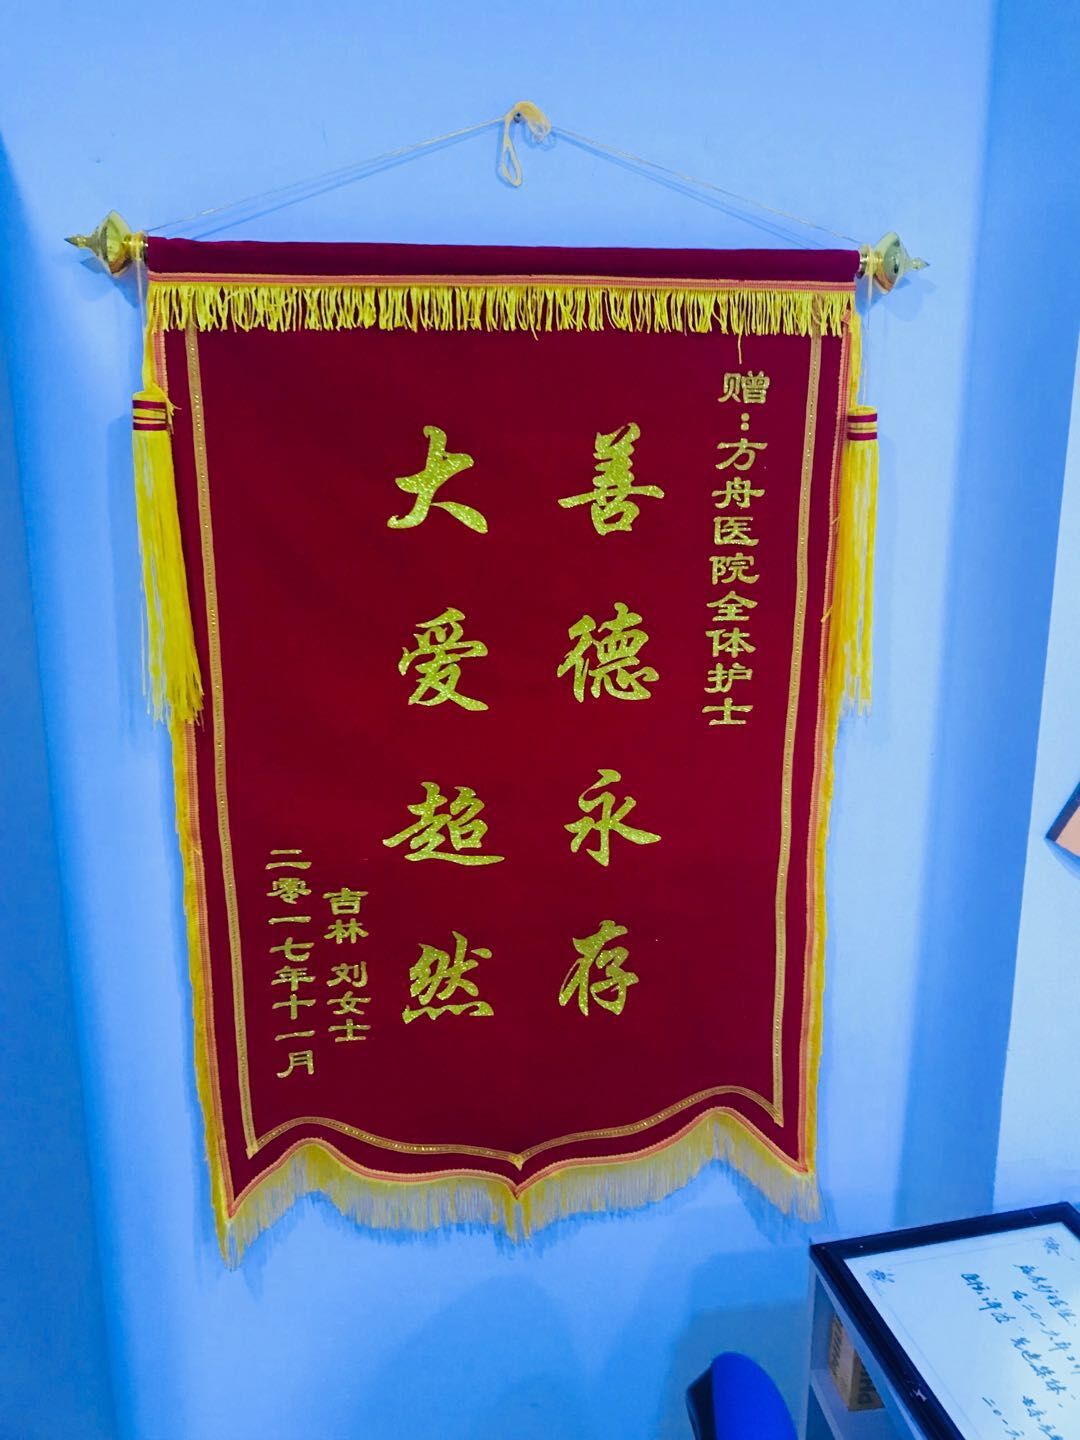 赠：方舟医院全体护士
善德永存
大爱超然
吉林 刘女士
二零一七年十一月